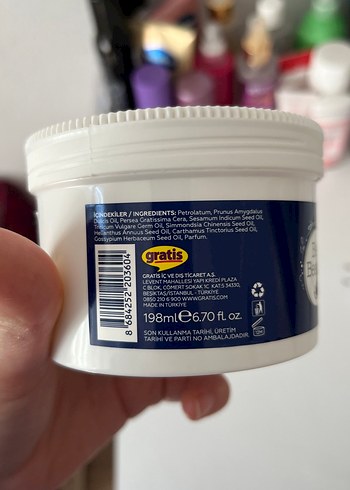 İÇİNDEKİLER / INGREDIENTS: Petrolatum, Prunus Amygdalus
Dulcis Oil, Persea Gratissima Cera, Sesamum Indicum Seed Oil,
Triticum Vulgare Germ Oil, Simmondsia Chinensis Seed Oil,
Helianthus Annuus Seed Oil, Carthamus Tinctorius Seed Oil,
Gossypium Herbaceum Seed Oil, Parfum.
gratis
GRATİS İÇ VE DIŞ TİCARET A.Ş.
LEVENT MAHALLESİ YAPI KREDİ PLAZA
C BLOK, CÖMERT SOKAK 1C KAT:5 34330,
BEŞİKTAŞ/İSTANBUL - TÜRKİYE
0850 210 6 900 WWW.GRATIS.COM
MADE IN TÜRKİYE
8 684252 203604
198ml ℮ 6.70 fl. oz.
SON KULLANMA TARİHİ, ÜRETİM
TARİHİ VE PARTİ NO AMBALAJDADIR.